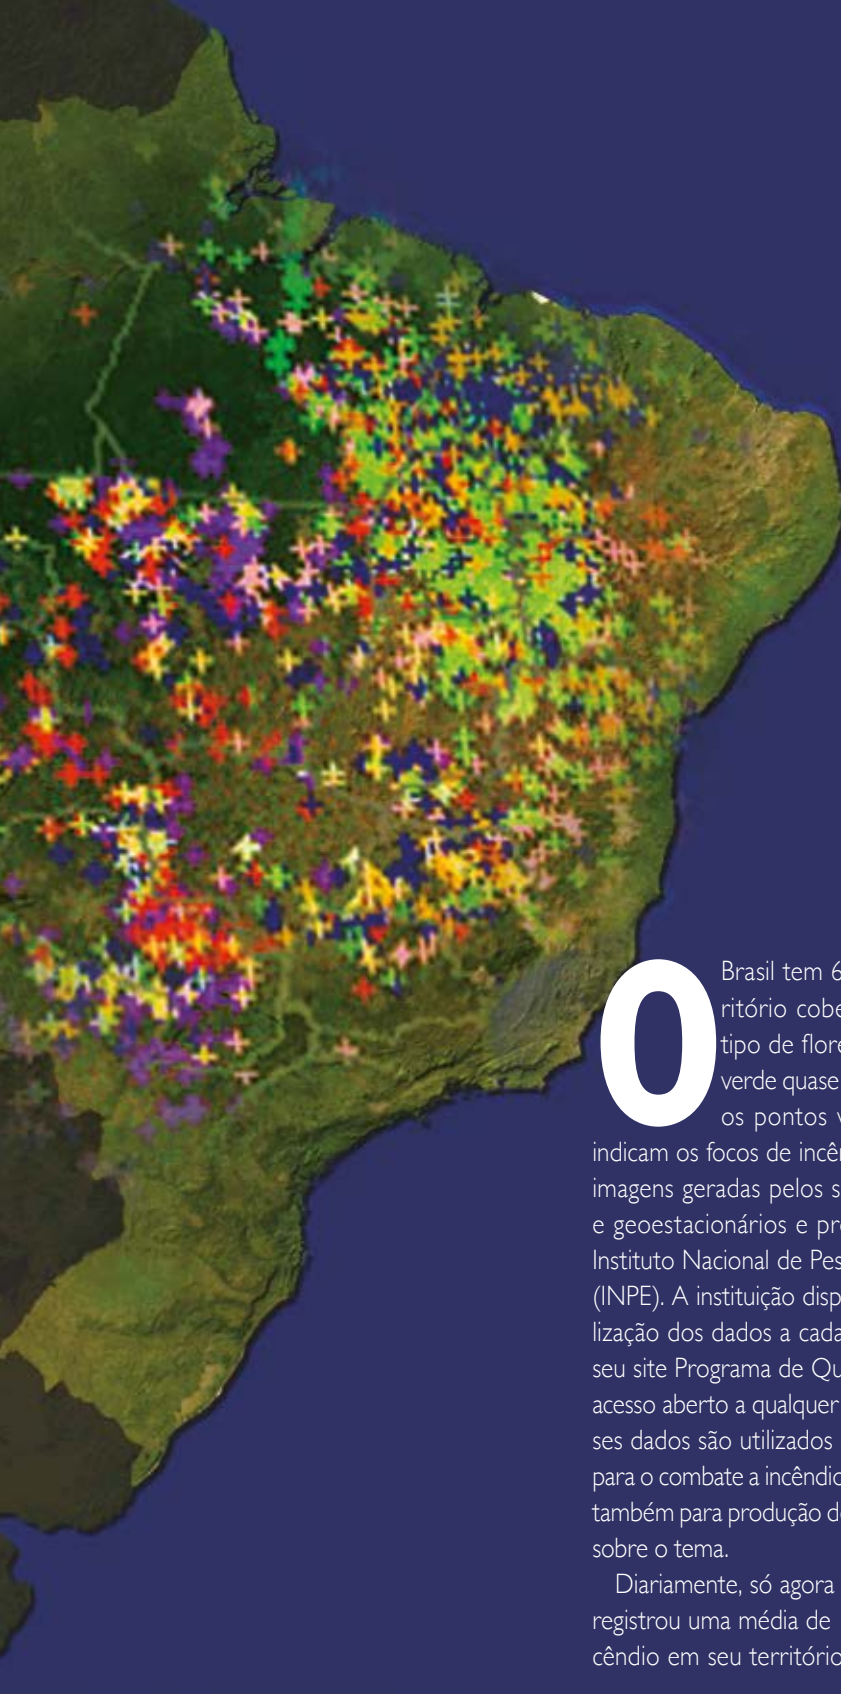 O Brasil tem 6
ritório cobe
tipo de flore
verde quase
os pontos v
indicam os focos de incên
imagens geradas pelos s
e geoestacionários e pro
Instituto Nacional de Pes
(INPE). A instituição disp
lização dos dados a cada
seu site Programa de Qu
acesso aberto a qualquer
ses dados são utilizados
para o combate a incêndio
também para produção de
sobre o tema.
Diariamente, só agora
registrou uma média de
cêndio em seu território